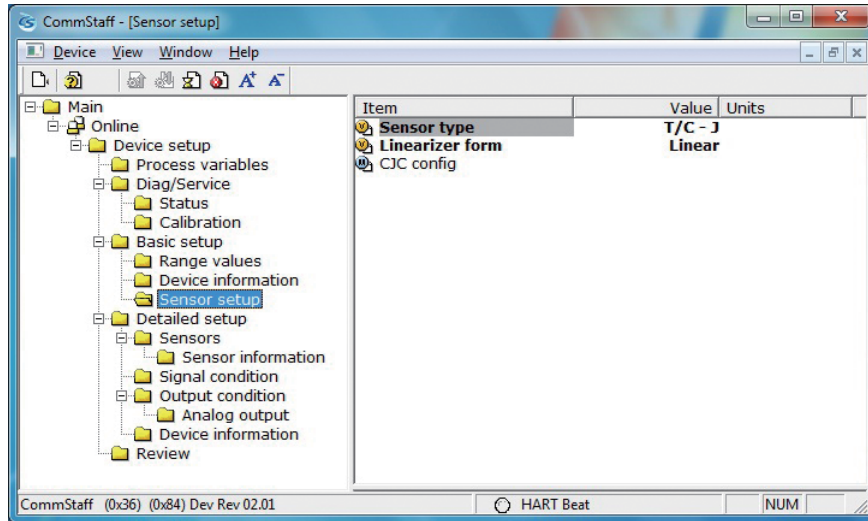 CommStaff - [Sensor setup]
Device View Window Help
A+ A-
Main
Online
Device setup
Process variables
Diag/Service
Status
Calibration
Basic setup
Range values
Device information
Sensor setup
Detailed setup
Sensors
Sensor information
Signal condition
Output condition
Analog output
Device information
Review
Item Value Units
Sensor type T/C - J
Linearizer form Linear
CJC config
CommStaff (0x36) (0x84) Dev Rev 02.01 HART Beat NUM